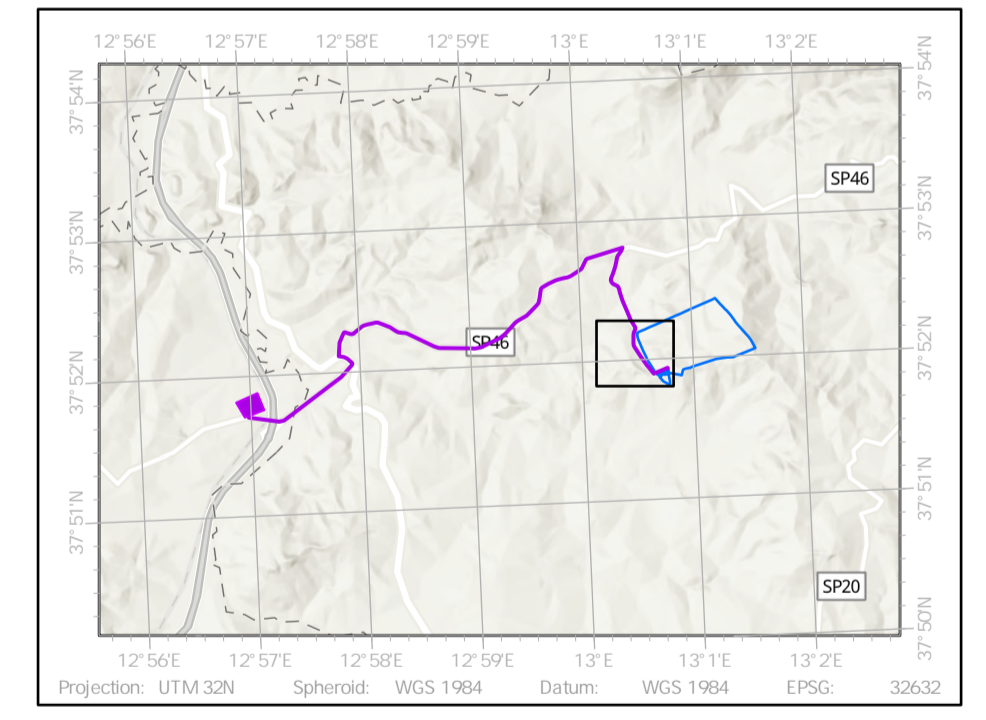 12°56'E 12°57'E 12°58'E 12°59'E 13°E 13°1'E 13°2'E
37°54'N 37°54'N
SP46
37°53'N 37°53'N
SP46
37°52'N 37°52'N
37°51'N 37°51'N
SP20
37°50'N
12°56'E 12°57'E 12°58'E 12°59'E 13°E 13°1'E 13°2'E
Projection: UTM 32N Spheroid: WGS 1984 Datum: WGS 1984 EPSG: 32632